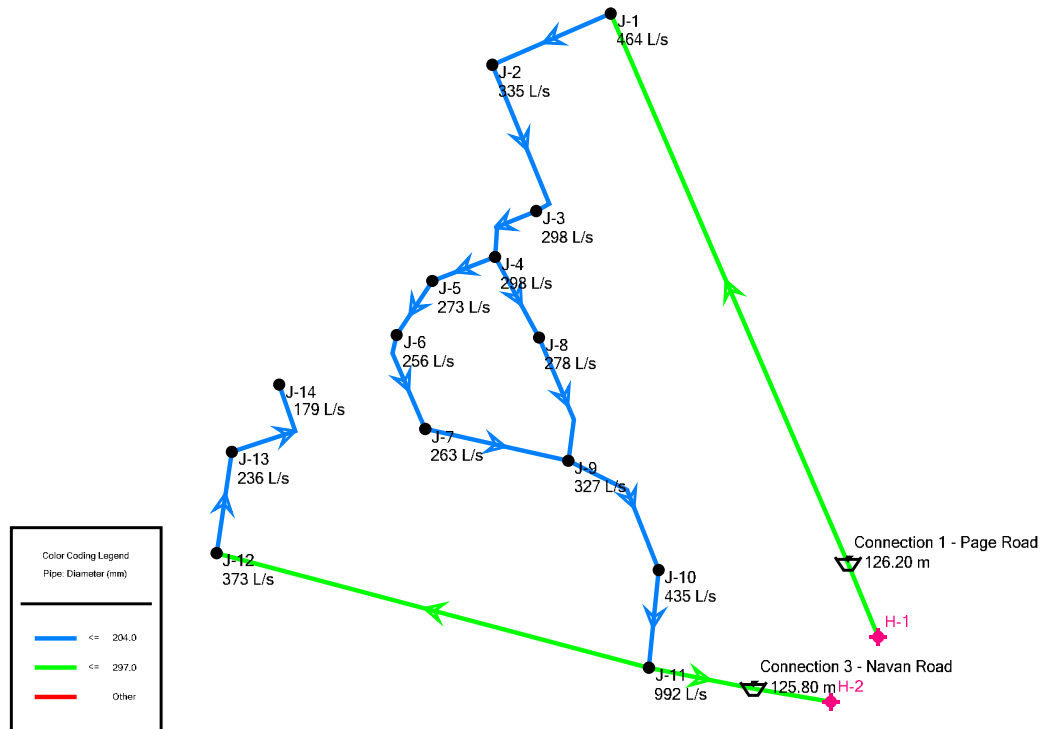 J-1
464 L/s
J-2
335 L/s
J-3
298 L/s
J-4
298 L/s
J-5
273 L/s
J-6
256 L/s
J-8
278 L/s
J-14
179 L/s
J-7
263 L/s
J-13
236 L/s
J-9
327 L/s
J-12
373 L/s
Connection 1 - Page Road
126.20 m
J-10
435 L/s
H-1
J-11
992 L/s
Connection 3 - Navan Road
125.80 m
H-2
Color Coding Legend
Pipe: Diameter (mm)
<= 204.0
<= 297.0
Other